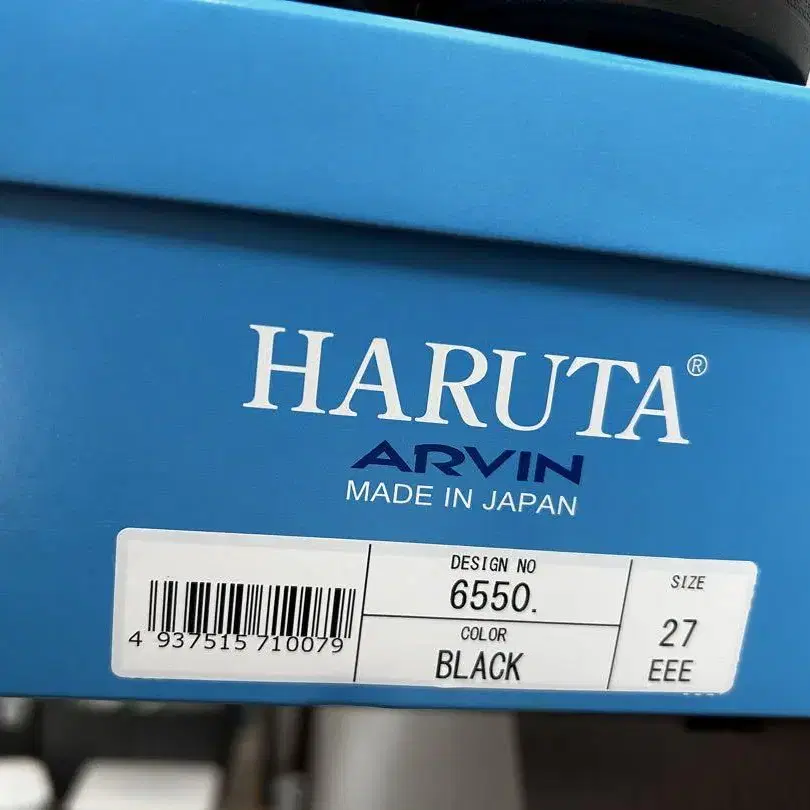 HARUTA®
ARVIN
MADE IN JAPAN
DESIGN NO
6550.
COLOR
BLACK
SIZE
27
EEE
4 937515 710079